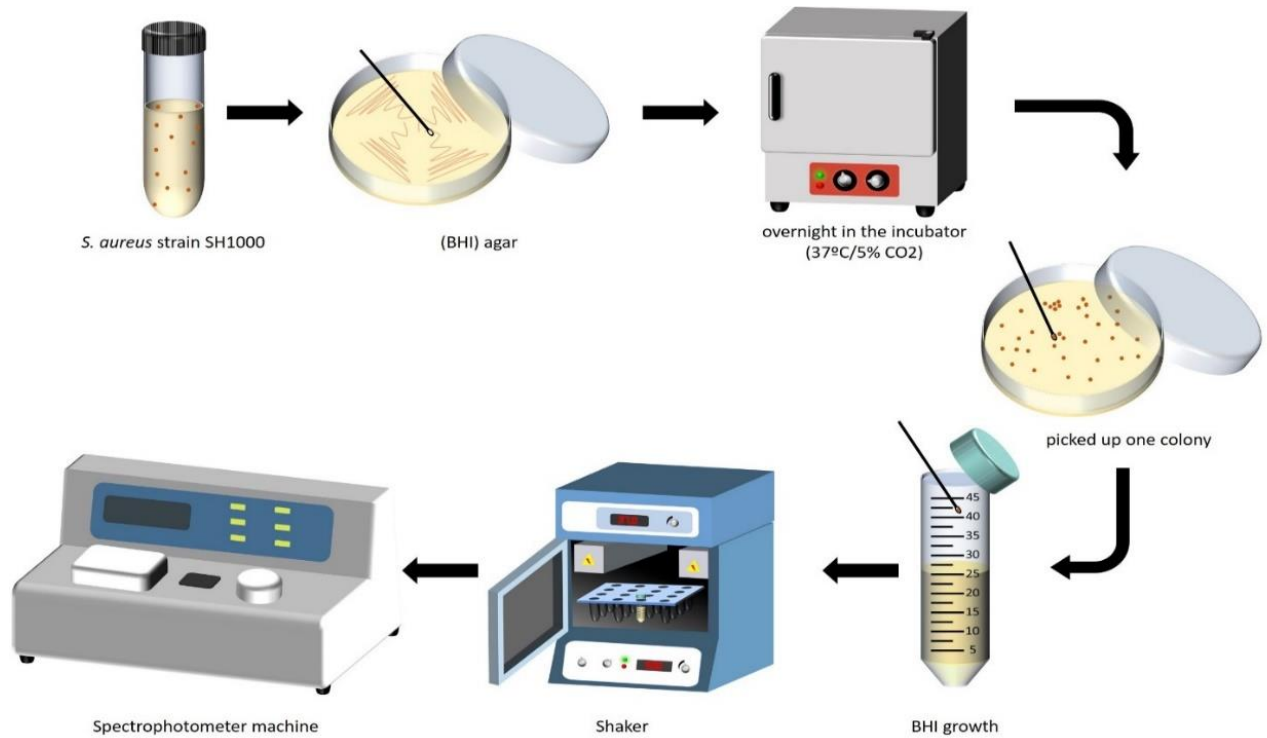 S. aureus strain SH1000
(BHI) agar
overnight in the incubator
(37ºC/5% CO2)
picked up one colony
45
40
35
30
25
20
15
10
5
BHI growth
Shaker
Spectrophotometer machine